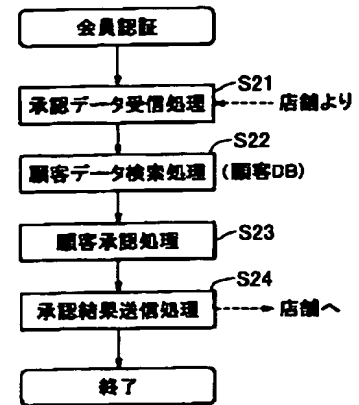 会員認証
S21
承認データ受信処理
店舗より
S22
顧客データ検索処理 (顧客DB)
S23
顧客承認処理
S24
承認結果送信処理
店舗へ
終了